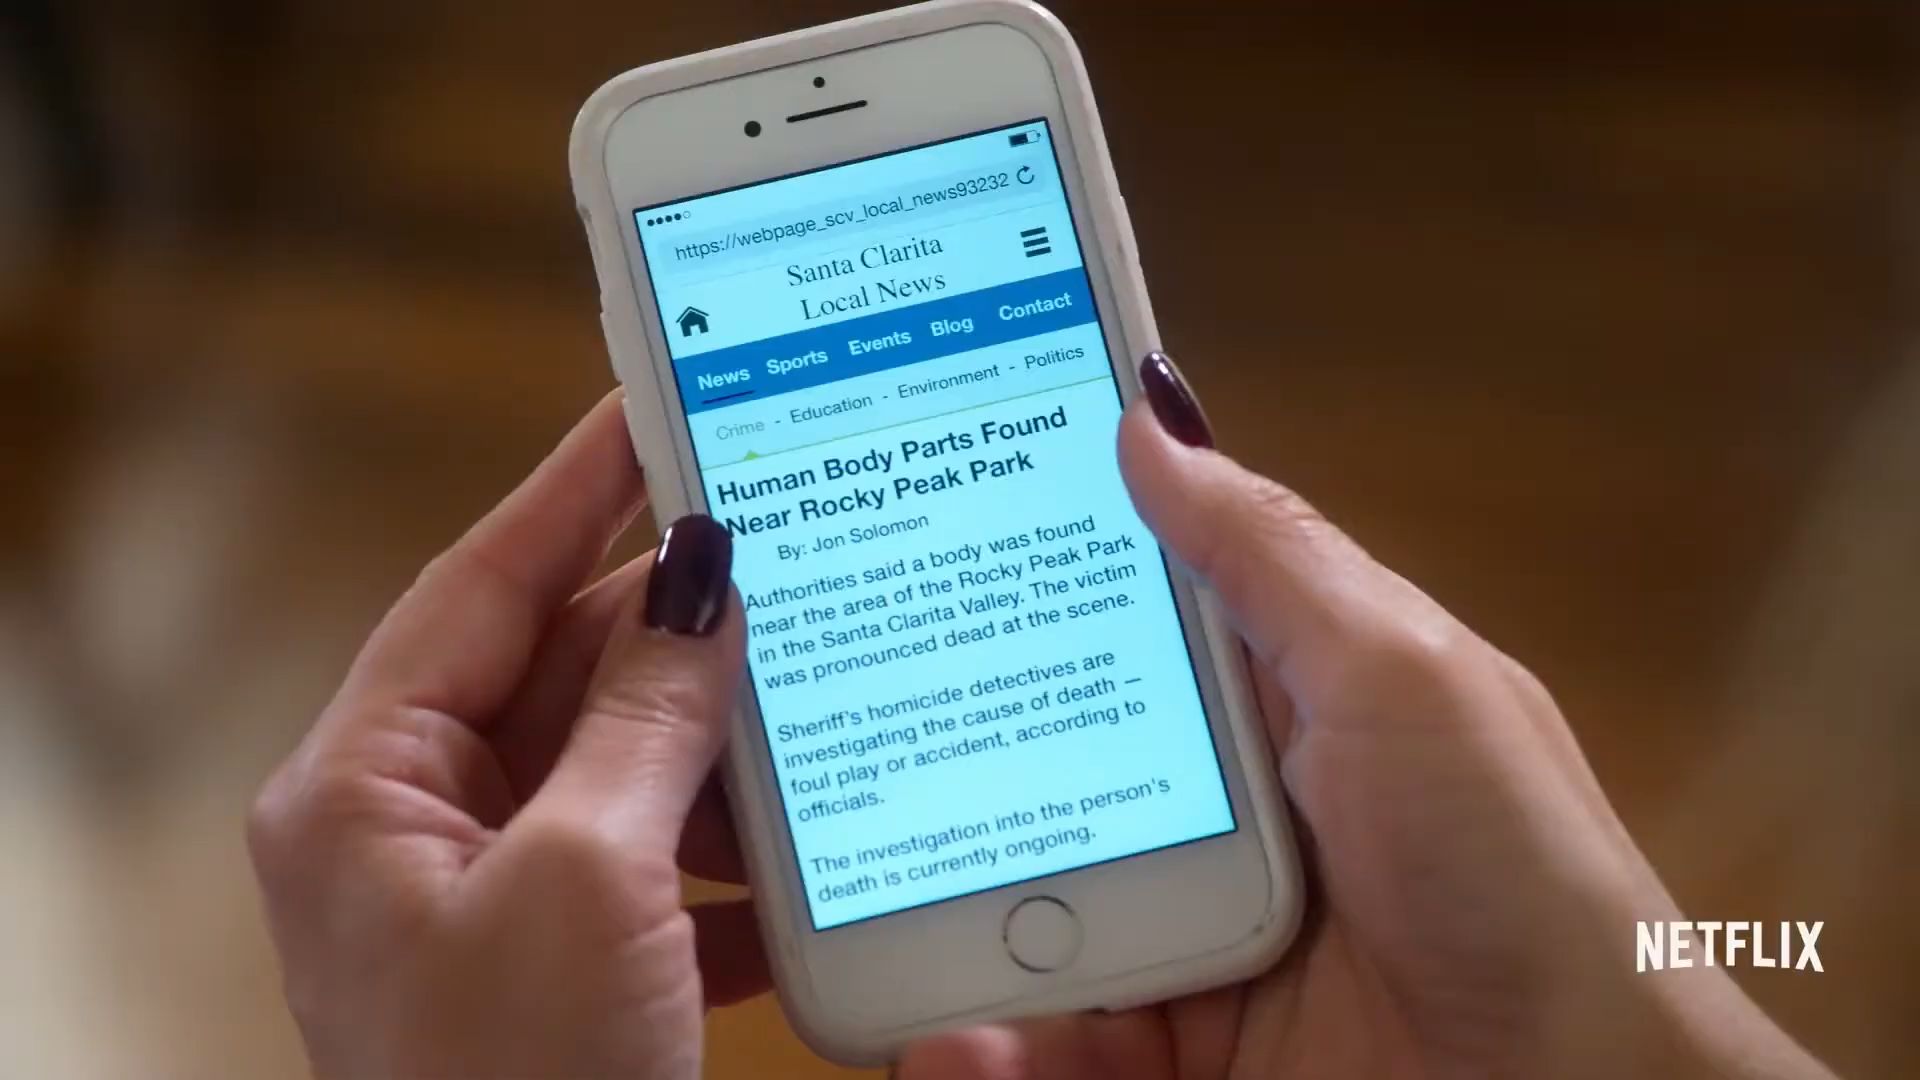 https://webpage_scv_local_news93232
Santa Clarita
Local News
News Sports Events Blog Contact
Crime - Education - Environment - Politics
Human Body Parts Found
Near Rocky Peak Park
By: Jon Solomon
Authorities said a body was found
near the area of the Rocky Peak Park
in the Santa Clarita Valley. The victim
was pronounced dead at the scene.
Sheriff's homicide detectives are
investigating the cause of death —
foul play or accident, according to
officials.
The investigation into the person's
death is currently ongoing.
NETFLIX